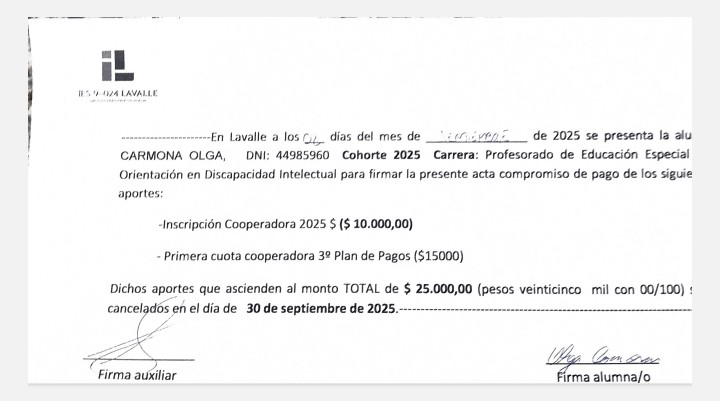 iL
IES 9-024 LAVALLE
----------------------En Lavalle a los 06 días del mes de de 2025 se presenta la alu
CARMONA OLGA, DNI: 44985960 Cohorte 2025 Carrera: Profesorado de Educación Especial
Orientación en Discapacidad Intelectual para firmar la presente acta compromiso de pago de los siguie
aportes:
-Inscripción Cooperadora 2025 $ ($ 10.000,00)
- Primera cuota cooperadora 3º Plan de Pagos ($15000)
Dichos aportes que ascienden al monto TOTAL de $ 25.000,00 (pesos veinticinco mil con 00/100) s
cancelados en el día de 30 de septiembre de 2025.------------------------------------------------------------
Firma auxiliar
Olga Carmona
Firma alumna/o